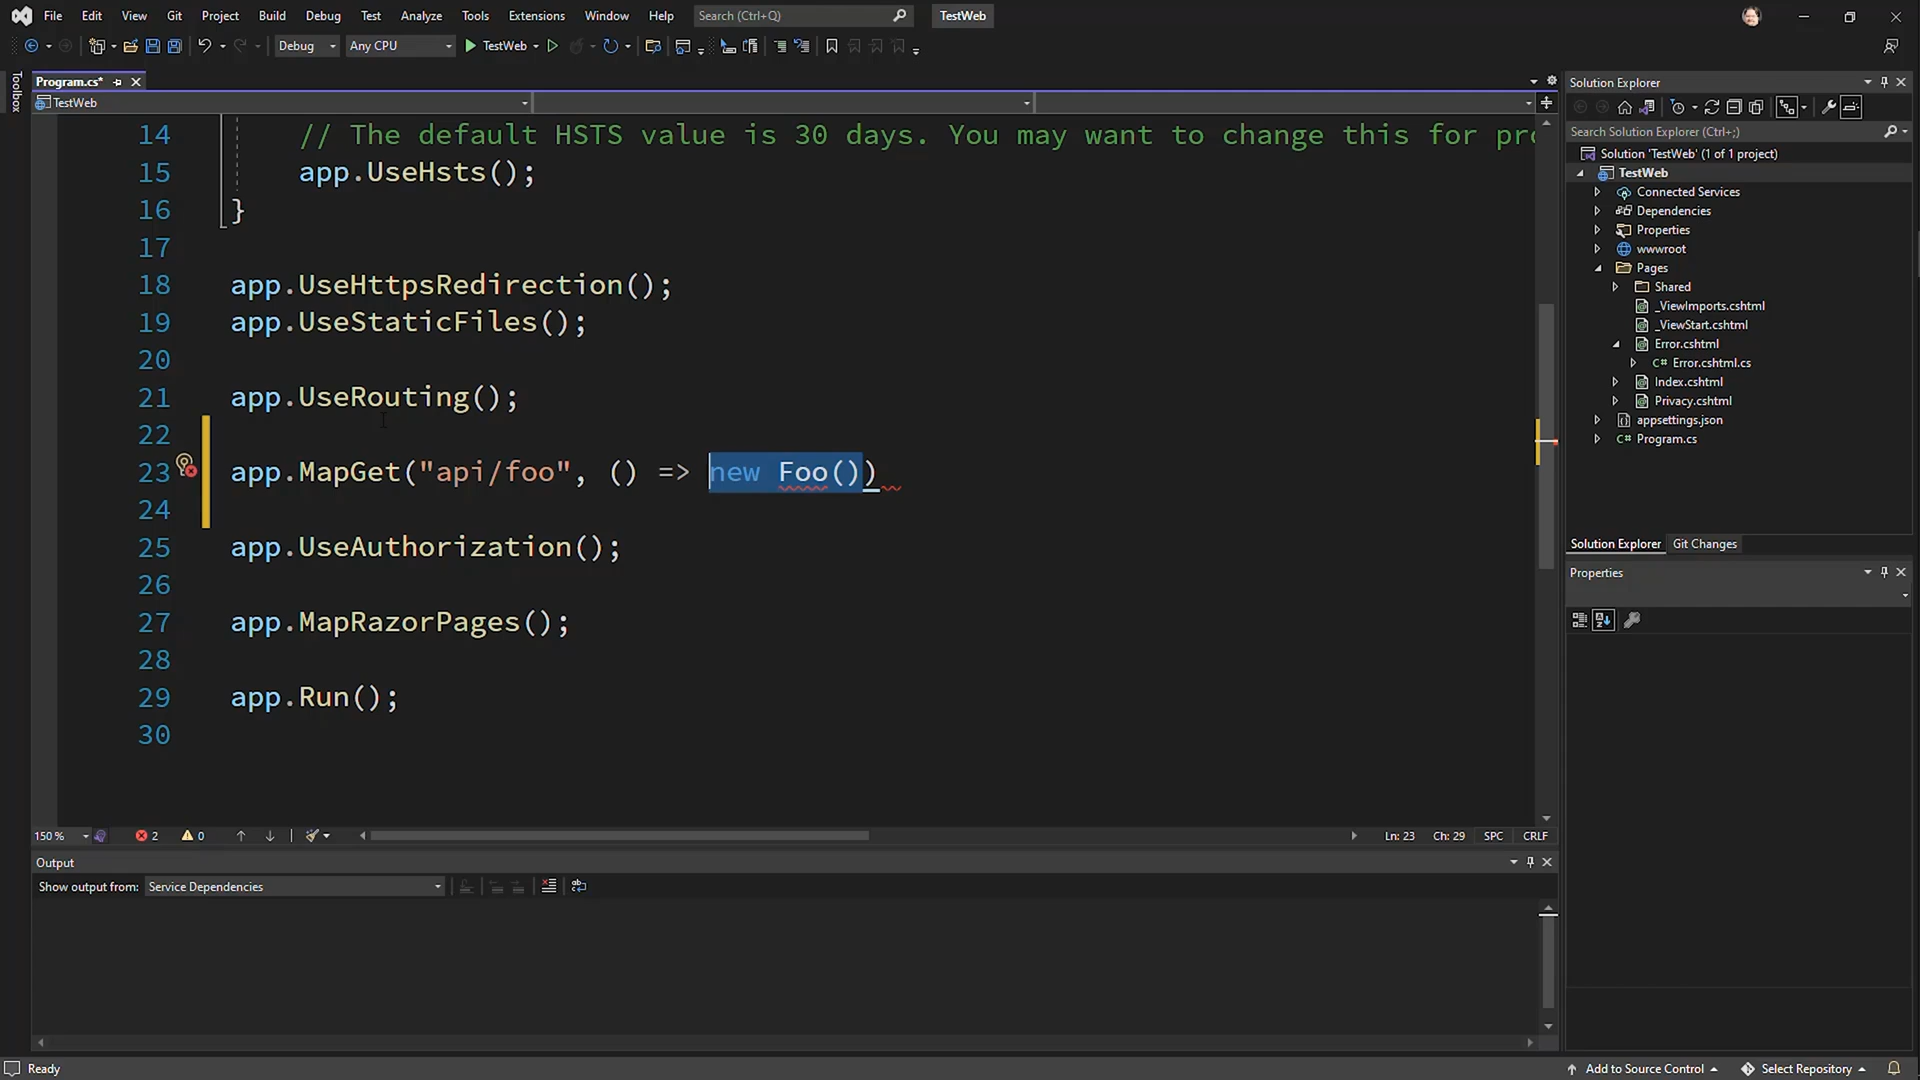 File Edit View Git Project Build Debug Test Analyze Tools Extensions Window Help Search (Ctrl+Q) TestWeb
Debug Any CPU TestWeb
Toolbox
Program.cs*
TestWeb
14 // The default HSTS value is 30 days. You may want to change this for pro
15 app.UseHsts();
16 }
17
18 app.UseHttpsRedirection();
19 app.UseStaticFiles();
20
21 app.UseRouting();
22
23 app.MapGet("api/foo", () => new Foo())
24
25 app.UseAuthorization();
26
27 app.MapRazorPages();
28
29 app.Run();
30
150 % 2 0 Ln: 23 Ch: 29 SPC CRLF
Output
Show output from: Service Dependencies
Solution Explorer
Search Solution Explorer (Ctrl+;)
Solution 'TestWeb' (1 of 1 project)
TestWeb
Connected Services
Dependencies
Properties
wwwroot
Pages
Shared
_ViewImports.cshtml
_ViewStart.cshtml
Error.cshtml
C# Error.cshtml.cs
Index.cshtml
Privacy.cshtml
appsettings.json
C# Program.cs
Solution Explorer Git Changes
Properties
Ready Add to Source Control Select Repository